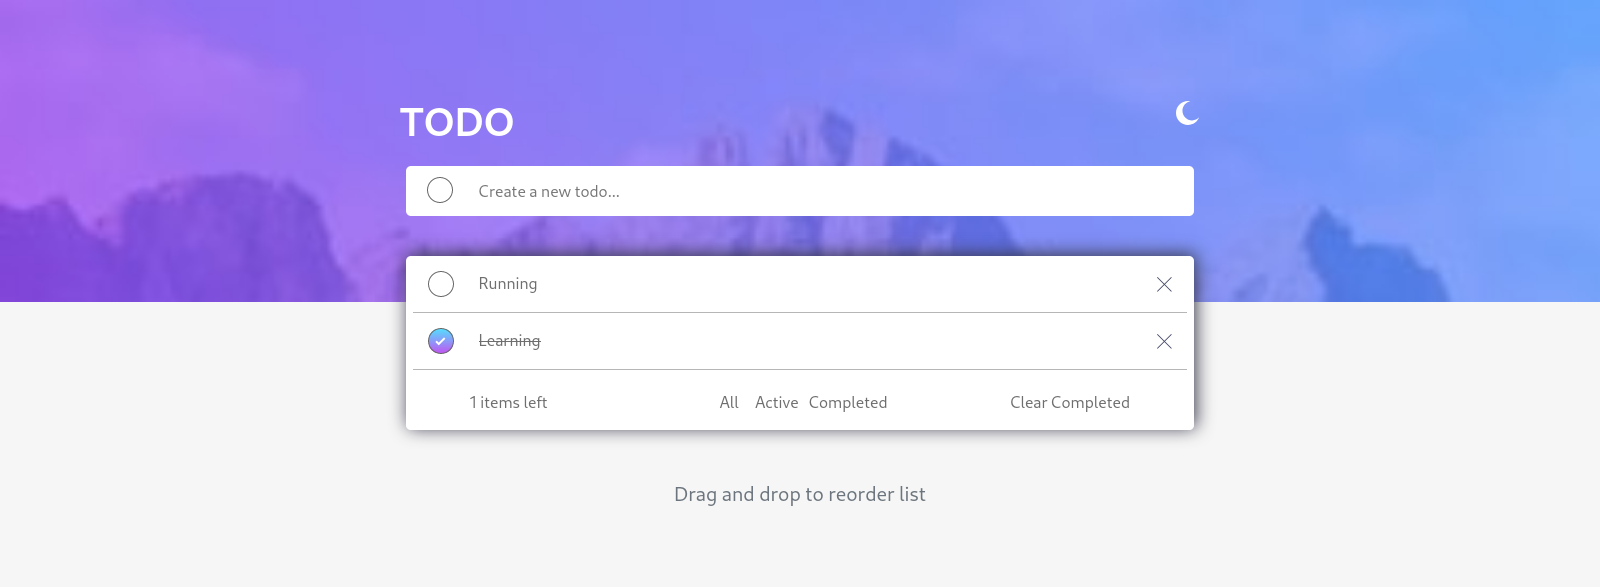 TODO
Create a new todo...
Running
Learning
1 items left
All Active Completed
Clear Completed
Drag and drop to reorder list